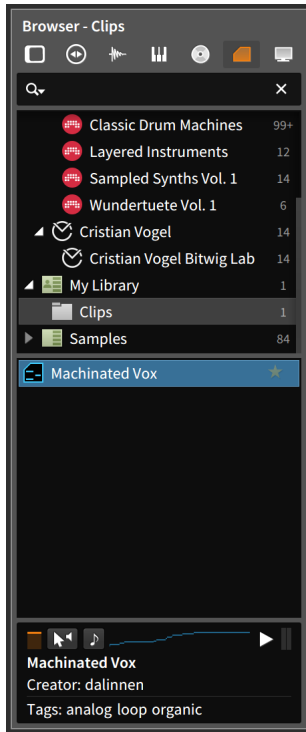 Browser - Clips
Classic Drum Machines 99+
Layered Instruments 12
Sampled Synths Vol. 1 14
Wundertuete Vol. 1 6
Cristian Vogel 14
Cristian Vogel Bitwig Lab 14
My Library 1
Clips 1
Samples 84
Machinated Vox
Machinated Vox
Creator: dalinnen
Tags: analog loop organic